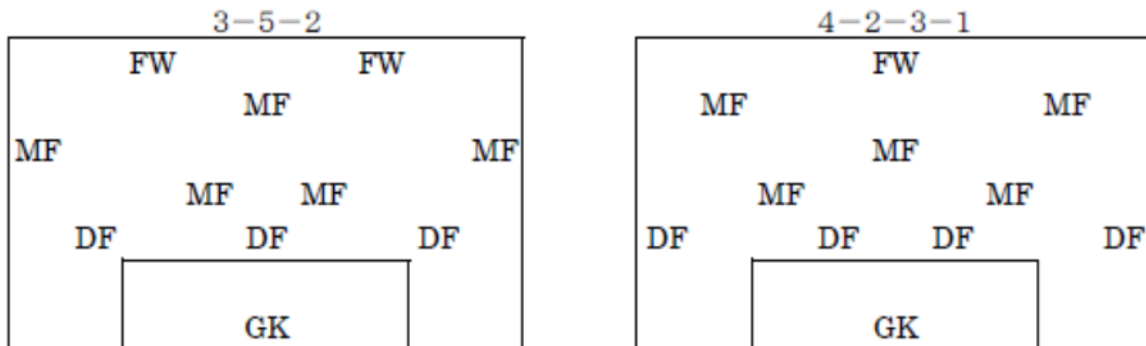 3-5-2
FW FW
MF
MF MF
MF MF
DF DF DF
GK
4-2-3-1
FW
MF MF
MF
MF MF
DF DF DF DF
GK